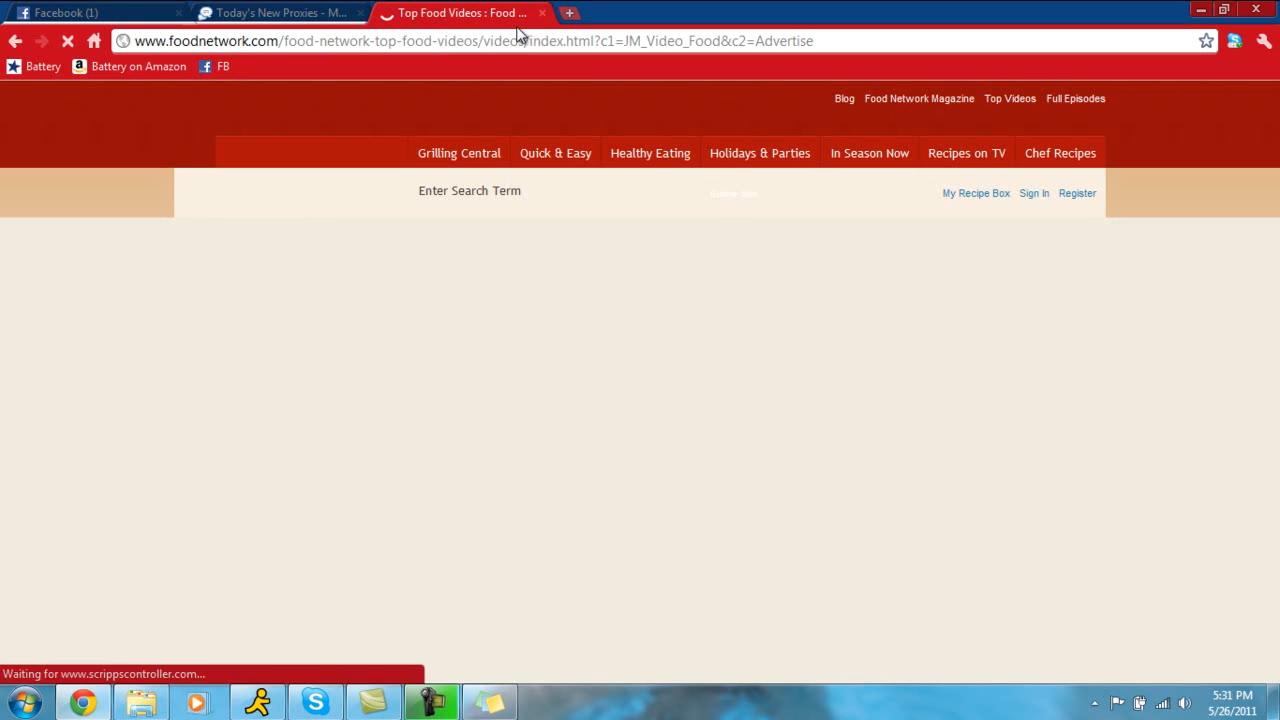 Facebook (1)
Today's New Proxies - M...
Top Food Videos : Food ...
www.foodnetwork.com/food-network-top-food-videos/videos/index.html?c1=JM_Video_Food&c2=Advertise
Battery
Battery on Amazon
FB
Blog Food Network Magazine Top Videos Full Episodes
Grilling Central Quick & Easy Healthy Eating Holidays & Parties In Season Now Recipes on TV Chef Recipes
Enter Search Term
My Recipe Box Sign In Register
Waiting for www.scrippscontroller.com...
5:31 PM
5/26/2011